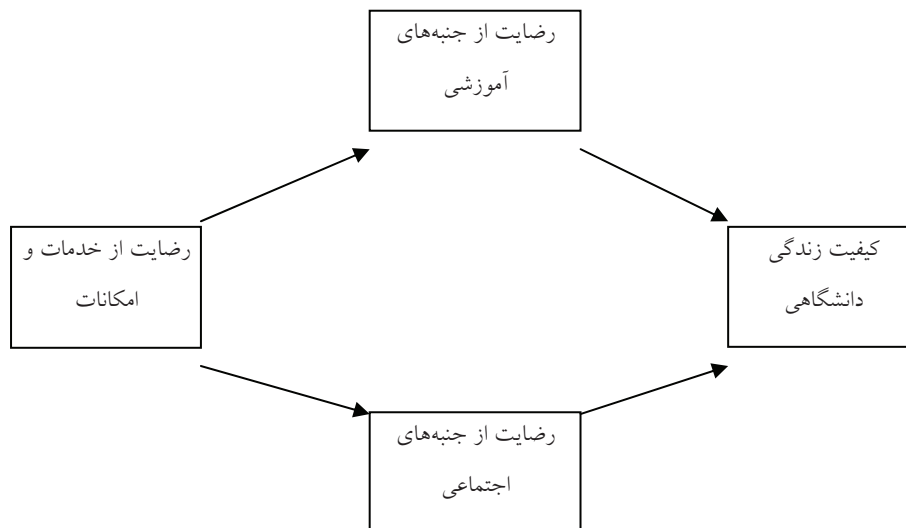 رضایت از جنبه‌های
آموزشی
رضایت از خدمات و
امکانات
کیفیت زندگی
دانشگاهی
رضایت از جنبه‌های
اجتماعی